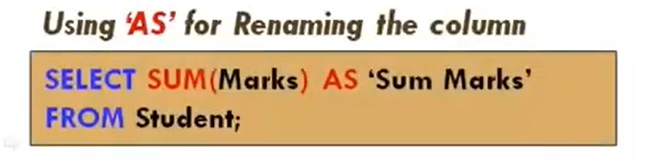 Using ‘AS’ for Renaming the column
SELECT SUM(Marks) AS ‘Sum Marks’
FROM Student;